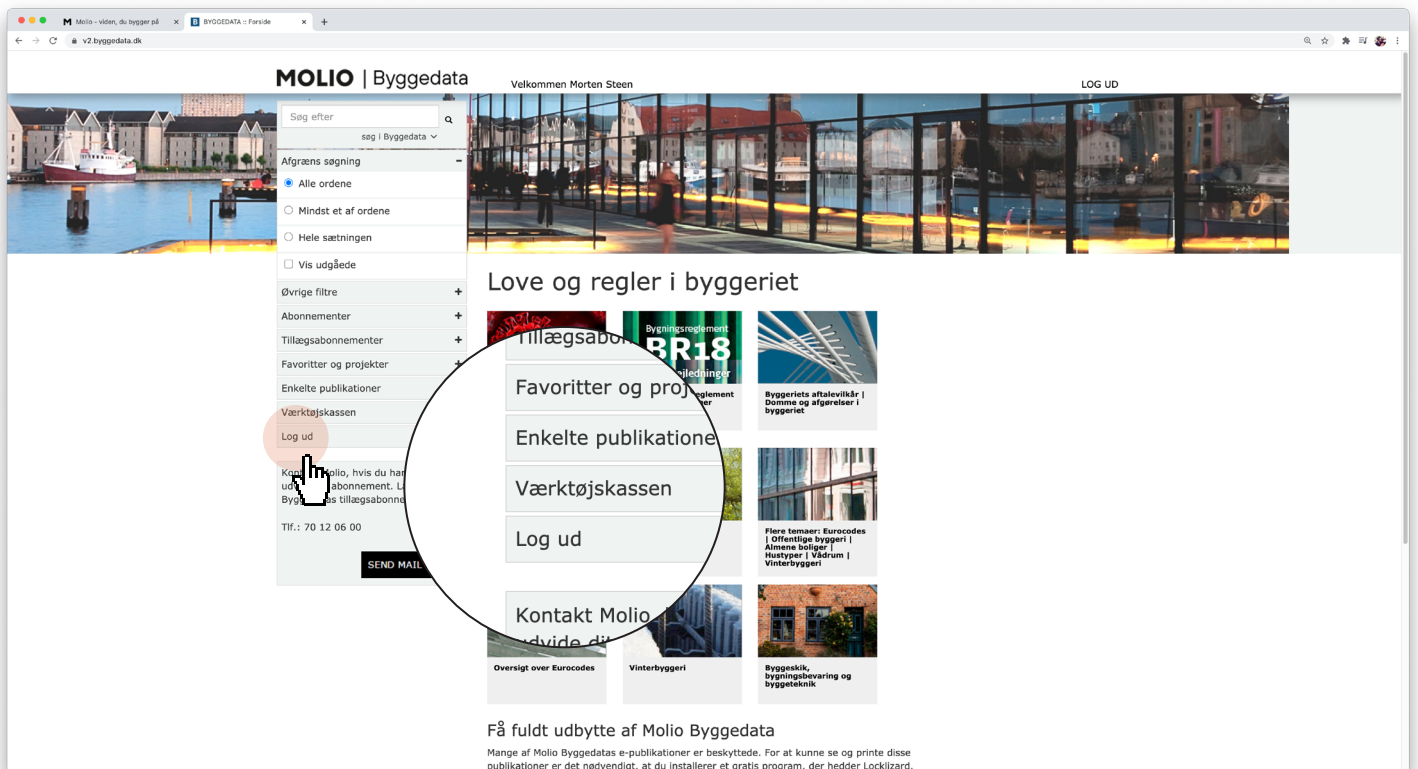 Molio - viden, du bygger på
BYGGEDATA :: Forside
v2.byggedata.dk
MOLIO | Byggedata
Velkommen Morten Steen
LOG UD
Søg efter
søg i Byggedata
Afgræns søgning
Alle ordene
Mindst et af ordene
Hele sætningen
Vis udgåede
Øvrige filtre
Abonnementer
Tillægsabonnementer
Favoritter og projekter
Enkelte publikationer
Værktøjskassen
Log ud
olio, hvis du har
abonnement.
Tlf.: 70 12 06 00
SEND MAIL
Love og regler i byggeriet
Bygningsreglement
BR18
Byggeriets aftalevilkår |
Domme og afgørelser i
byggeriet
Favoritter og proj
Enkelte publikatione
Værktøjskassen
Log ud
Kontakt Molio
Flere temaer: Eurocodes
| Offentlige byggeri |
Almene boliger |
Hustyper | Vådrum |
Vinterbyggeri
Oversigt over Eurocodes
Vinterbyggeri
Byggeskik,
bygningsbevaring og
byggeteknik
Få fuldt udbytte af Molio Byggedata
Mange af Molio Byggedatas e-publikationer er beskyttede. For at kunne se og printe disse
publikationer er det nødvendigt, at du installerer et gratis program, der hedder Locklizard.